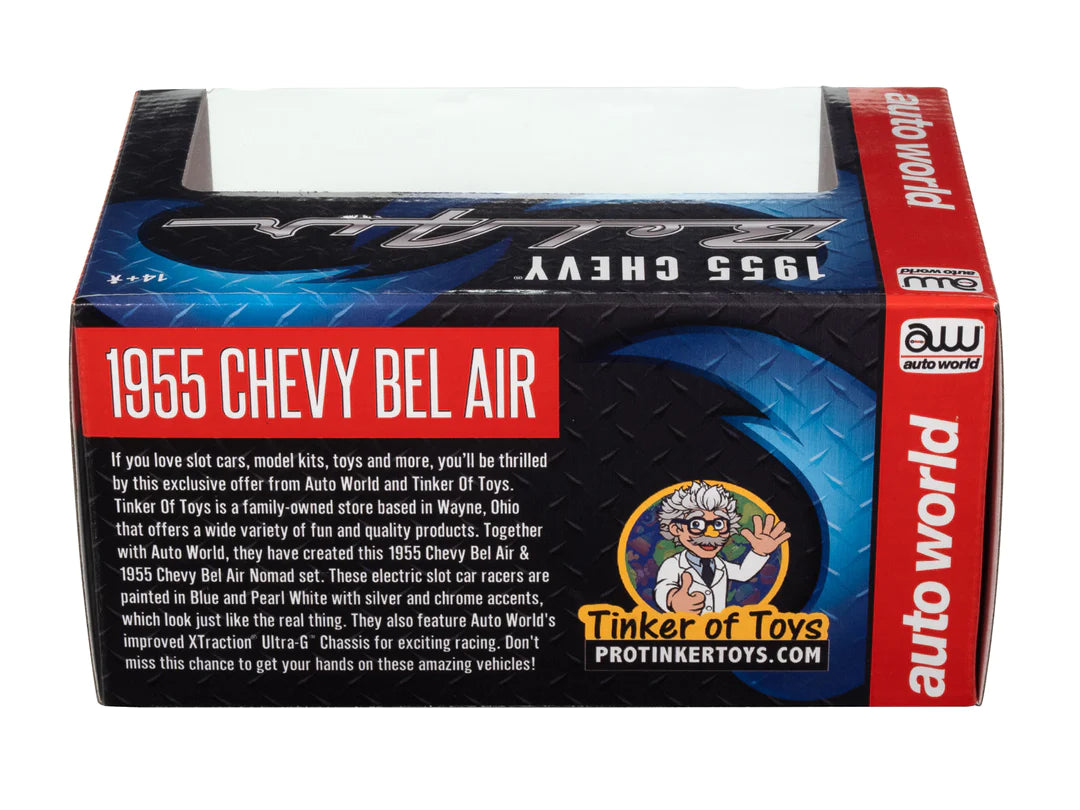 auto world
1955 CHEVY®
Bel Air
14+
aw
auto world
1955 CHEVY BEL AIR
If you love slot cars, model kits, toys and more, you'll be thrilled
by this exclusive offer from Auto World and Tinker Of Toys.
Tinker Of Toys is a family-owned store based in Wayne, Ohio
that offers a wide variety of fun and quality products. Together
with Auto World, they have created this 1955 Chevy Bel Air &
1955 Chevy Bel Air Nomad set. These electric slot car racers are
painted in Blue and Pearl White with silver and chrome accents,
which look just like the real thing. They also feature Auto World's
improved XTraction® Ultra-G™ Chassis for exciting racing. Don't
miss this chance to get your hands on these amazing vehicles!
Tinker of Toys
PROTINKERTOYS.COM
aw
auto world
auto world